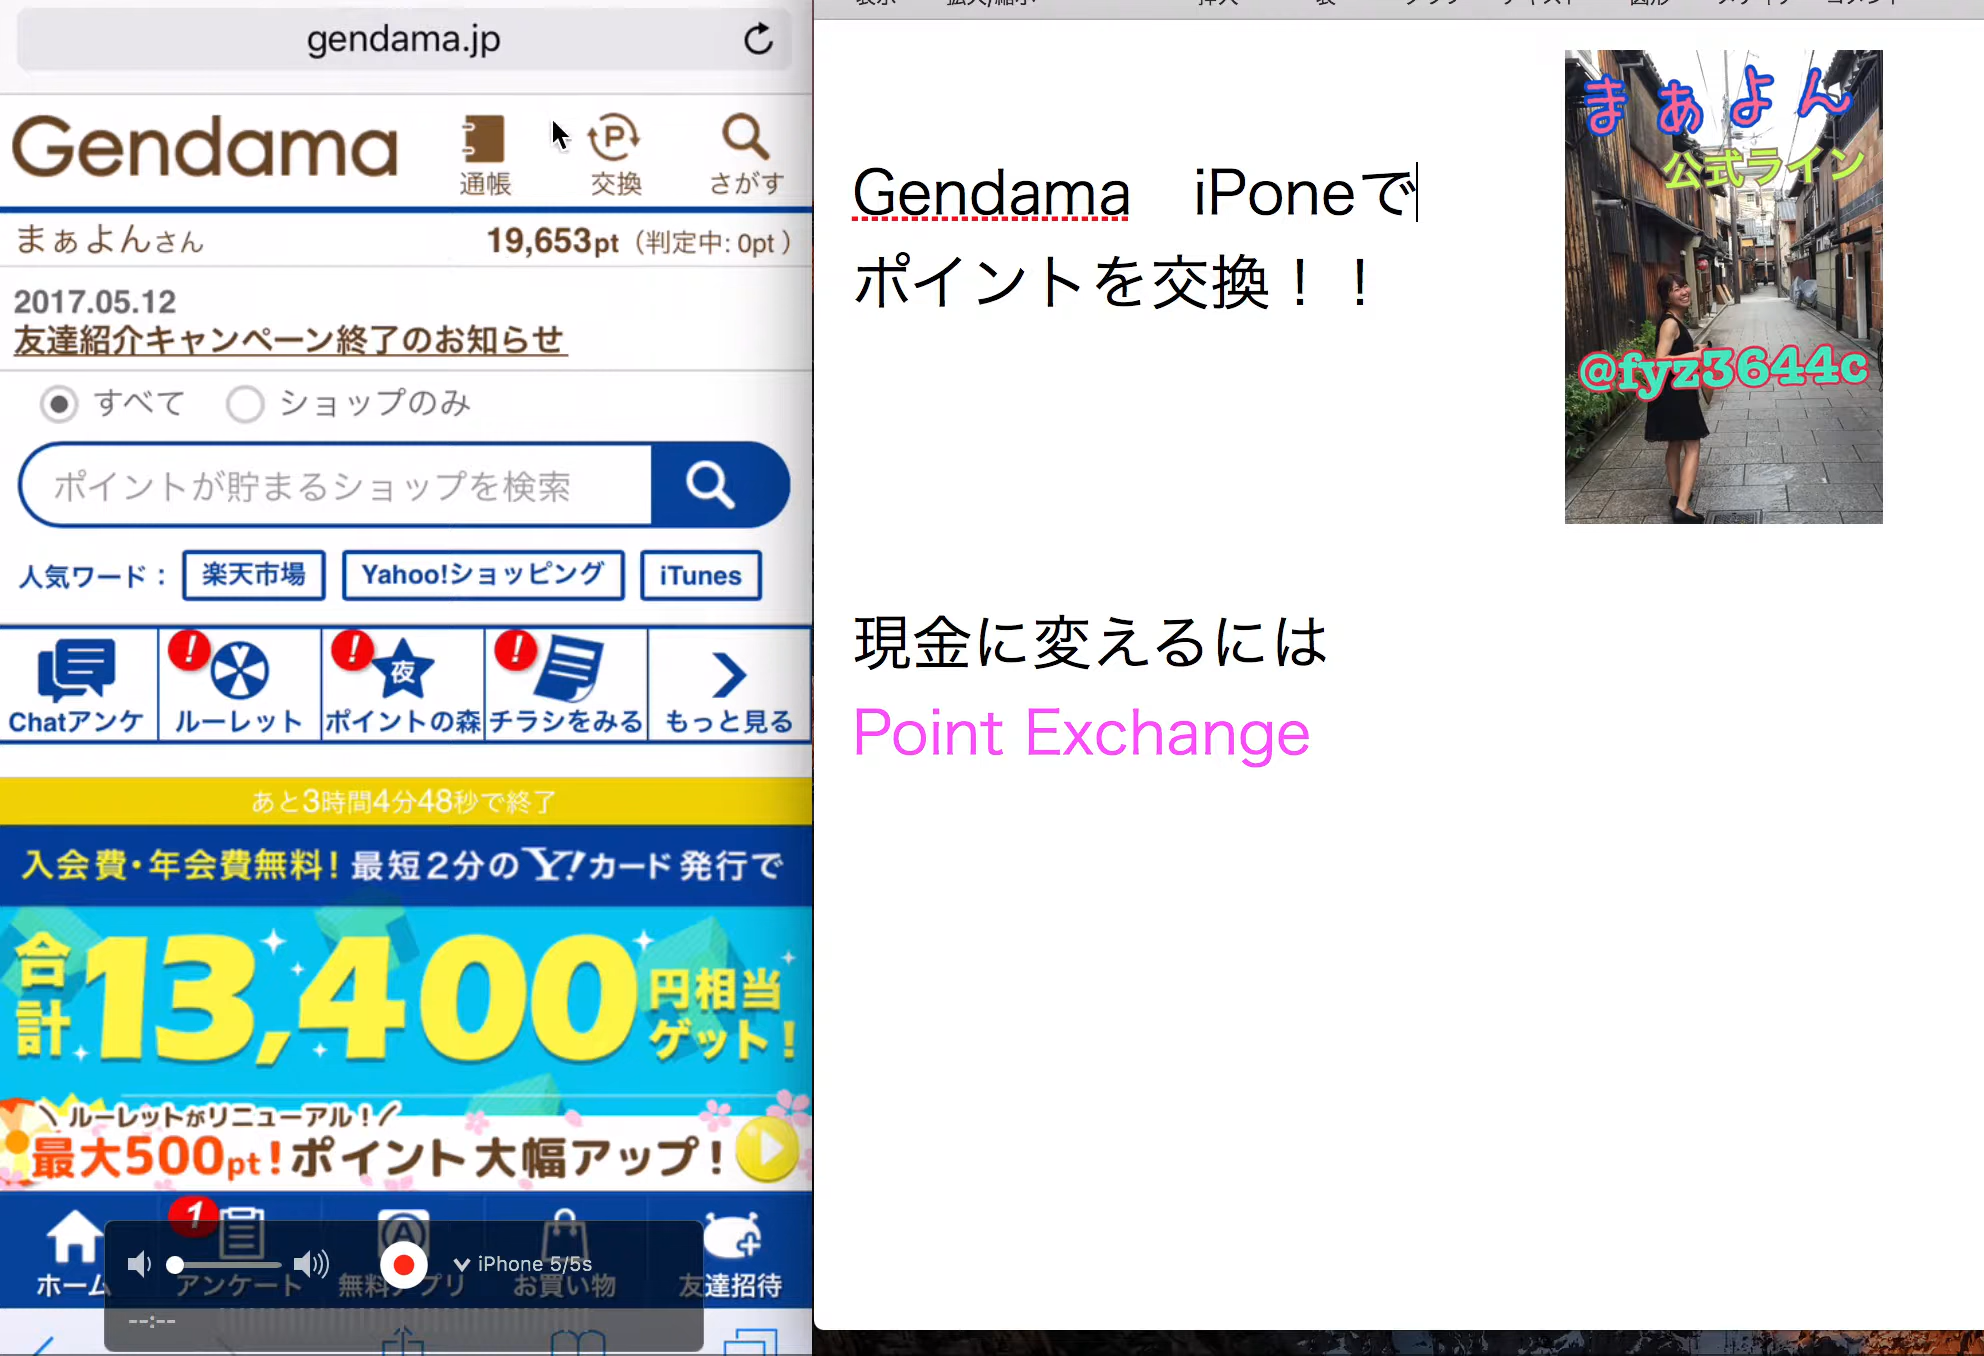 gendama.jp
Gendama
通帳
交換
さがす
まぁよんさん
19,653pt（判定中: 0pt ）
2017.05.12
友達紹介キャンペーン終了のお知らせ
すべて
ショップのみ
ポイントが貯まるショップを検索
人気ワード：
楽天市場
Yahoo!ショッピング
iTunes
Chatアンケ
ルーレット
夜
ポイントの森
チラシをみる
もっと見る
あと3時間4分48秒で終了
入会費・年会費無料！最短2分のY!カード発行で
合計13,400円相当ゲット！
＼ルーレットがリニューアル！／
最大500pt！ポイント大幅アップ！
1
ホーム
アンケート
無料アプリ
お買い物
友達招待
iPhone 5/5s
--:--
Gendama　iPoneで
ポイントを交換！！
現金に変えるには
Point Exchange
まぁよん
公式ライン
@fyz3644c